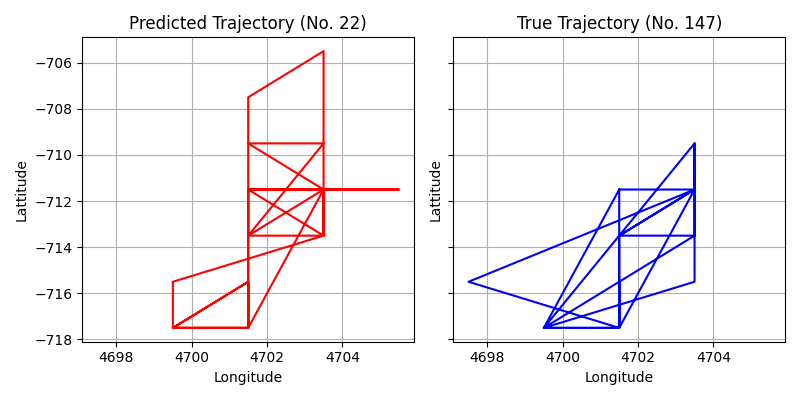 Predicted Trajectory (No. 22)
True Trajectory (No. 147)
Lattitude
−706
−708
−710
−712
−714
−716
−718
4698
4700
4702
4704
Longitude
Lattitude
4698
4700
4702
4704
Longitude